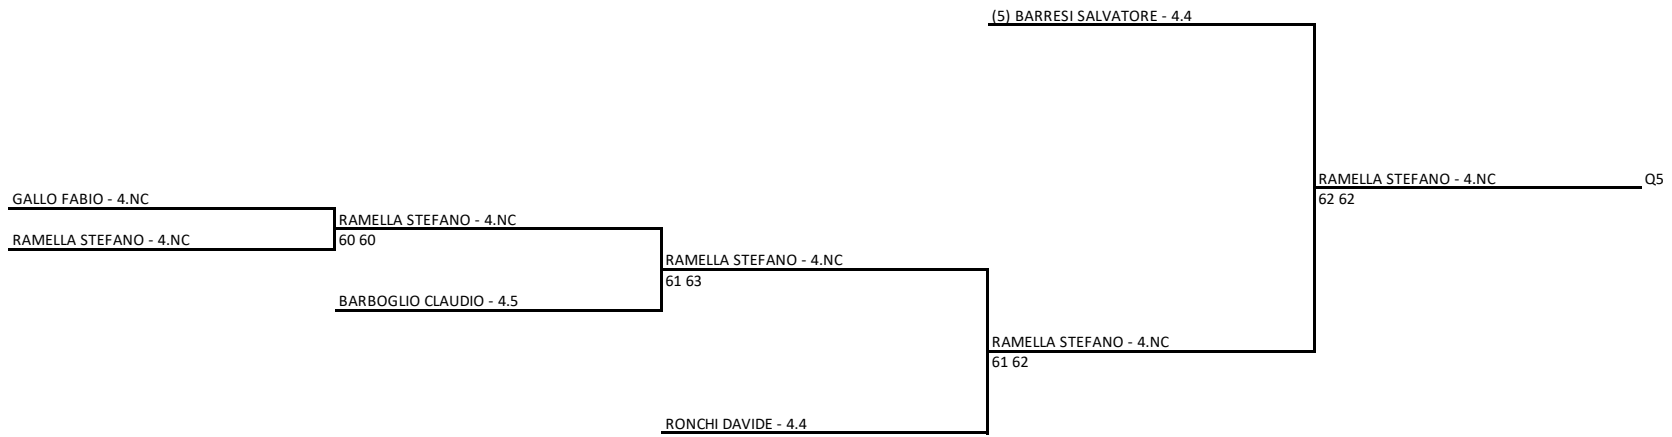 (5) BARRESI SALVATORE - 4.4
RAMELLA STEFANO - 4.NC
Q5
62 62
GALLO FABIO - 4.NC
RAMELLA STEFANO - 4.NC
RAMELLA STEFANO - 4.NC
60 60
RAMELLA STEFANO - 4.NC
61 63
BARBOGLIO CLAUDIO - 4.5
RAMELLA STEFANO - 4.NC
61 62
RONCHI DAVIDE - 4.4